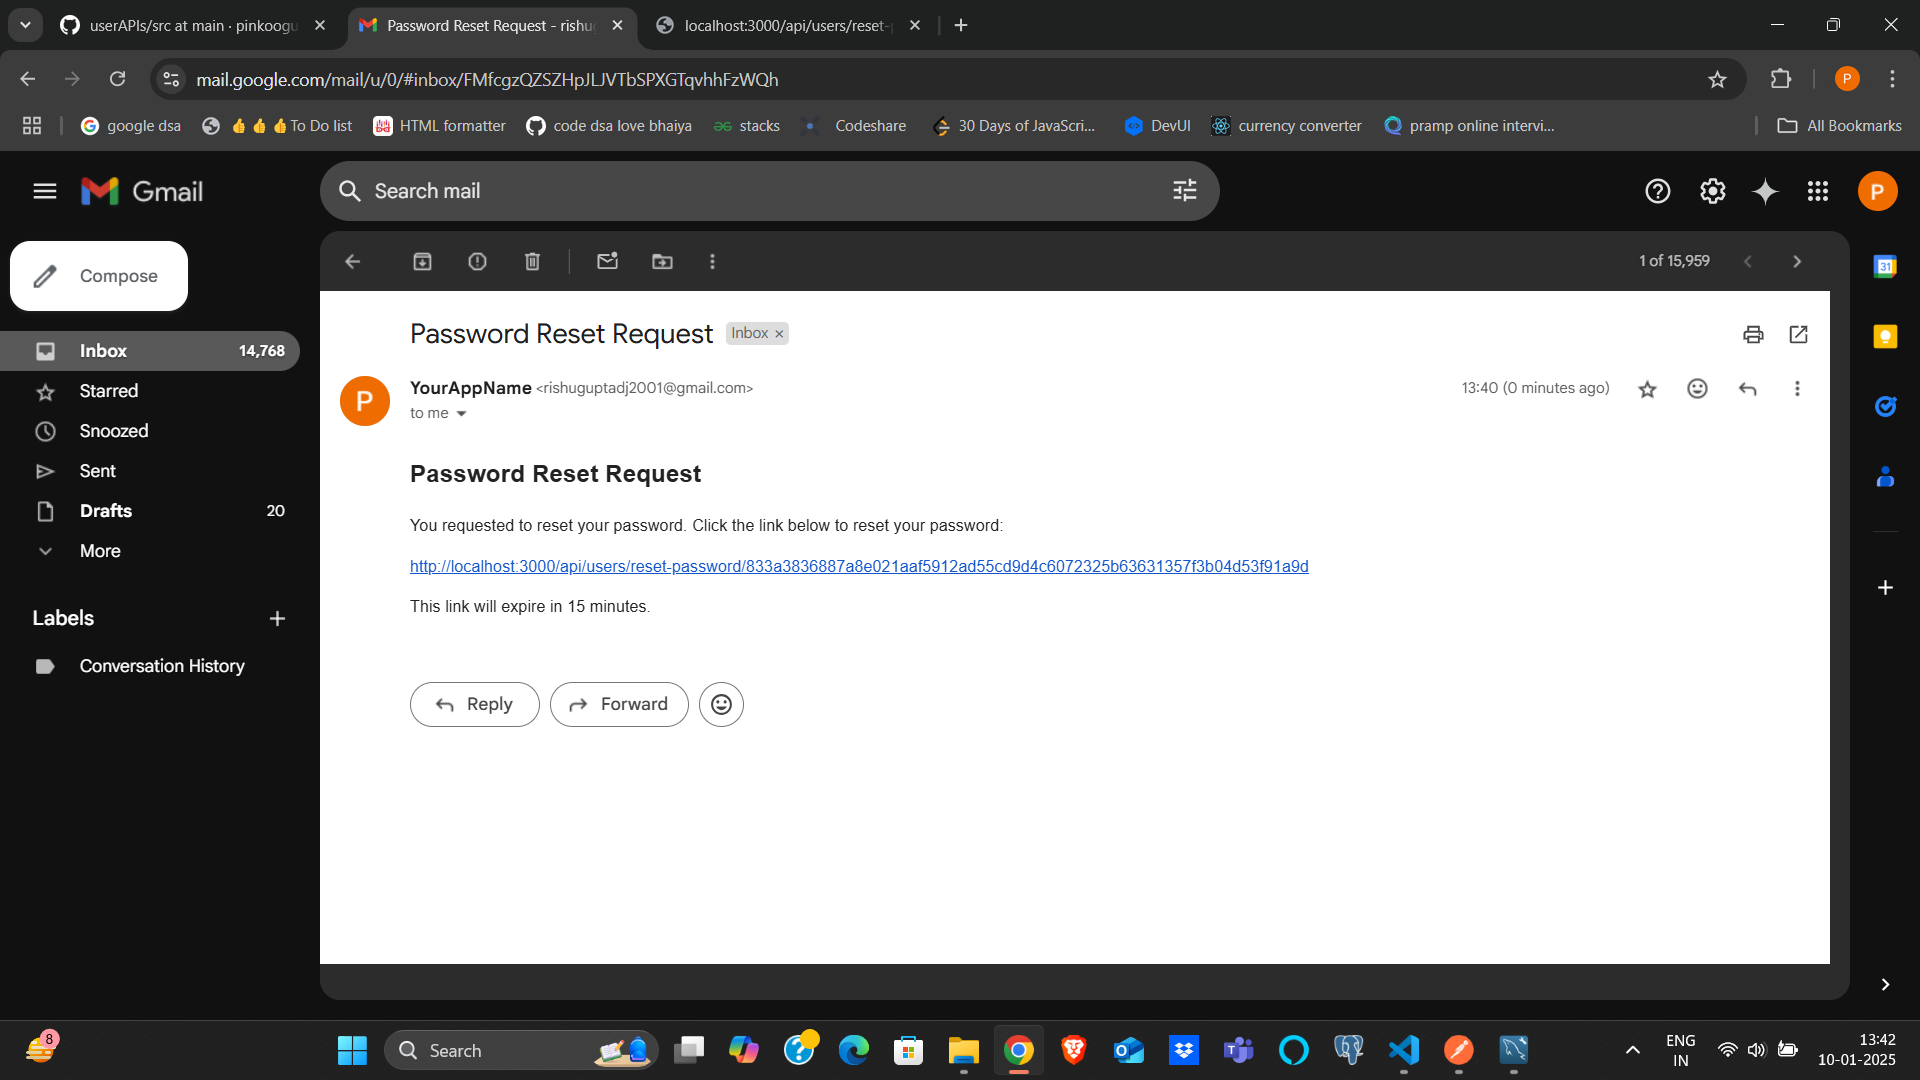 userAPIs/src at main · pinkoogu
Password Reset Request - rishug
localhost:3000/api/users/reset-
mail.google.com/mail/u/0/#inbox/FMfcgzQZSZHpJLJVTbSPXGTqvhhFzWQh
P
google dsa
👍👍👍To Do list
HTML formatter
code dsa love bhaiya
stacks
Codeshare
30 Days of JavaScri...
DevUI
currency converter
pramp online intervi...
All Bookmarks
Gmail
Search mail
P
Compose
1 of 15,959
Inbox 14,768
Starred
Snoozed
Sent
Drafts 20
More
Labels
Conversation History
Password Reset Request Inbox ×
P
YourAppName <rishuguptadj2001@gmail.com> 13:40 (0 minutes ago)
to me
Password Reset Request
You requested to reset your password. Click the link below to reset your password:
http://localhost:3000/api/users/reset-password/833a3836887a8e021aaf5912ad55cd9d4c6072325b63631357f3b04d53f91a9d
This link will expire in 15 minutes.
Reply
Forward
31
8
Search
ENG
IN
13:42
10-01-2025